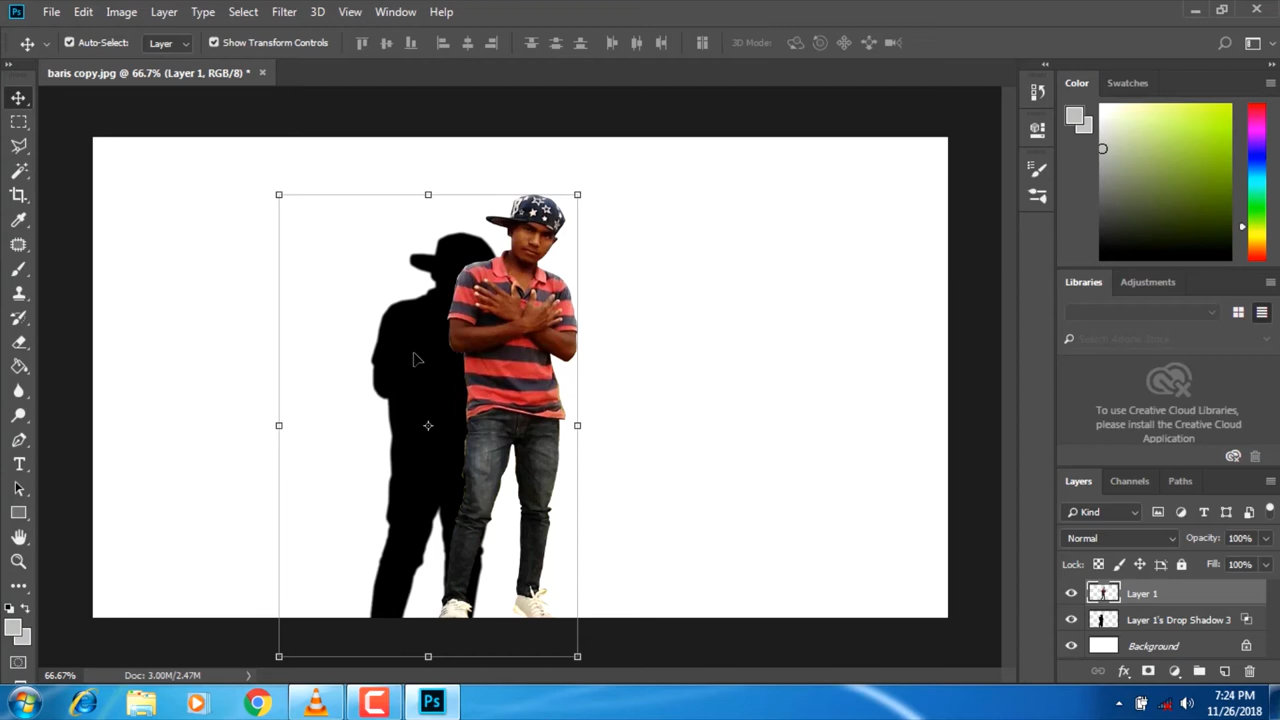 Ps File Edit Image Layer Type Select Filter 3D View Window Help
Auto-Select: Layer Show Transform Controls 3D Mode:
baris copy.jpg @ 66.7% (Layer 1, RGB/8) *
Color Swatches
Libraries Adjustments
Search Adobe Stock
To use Creative Cloud Libraries,
please install the Creative Cloud
Application
Layers Channels Paths
Kind
Normal Opacity: 100%
Lock: Fill: 100%
Layer 1
Layer 1's Drop Shadow 3
Background
fx
66.67% Doc: 3.00M/2.47M
Ps
7:24 PM
11/26/2018